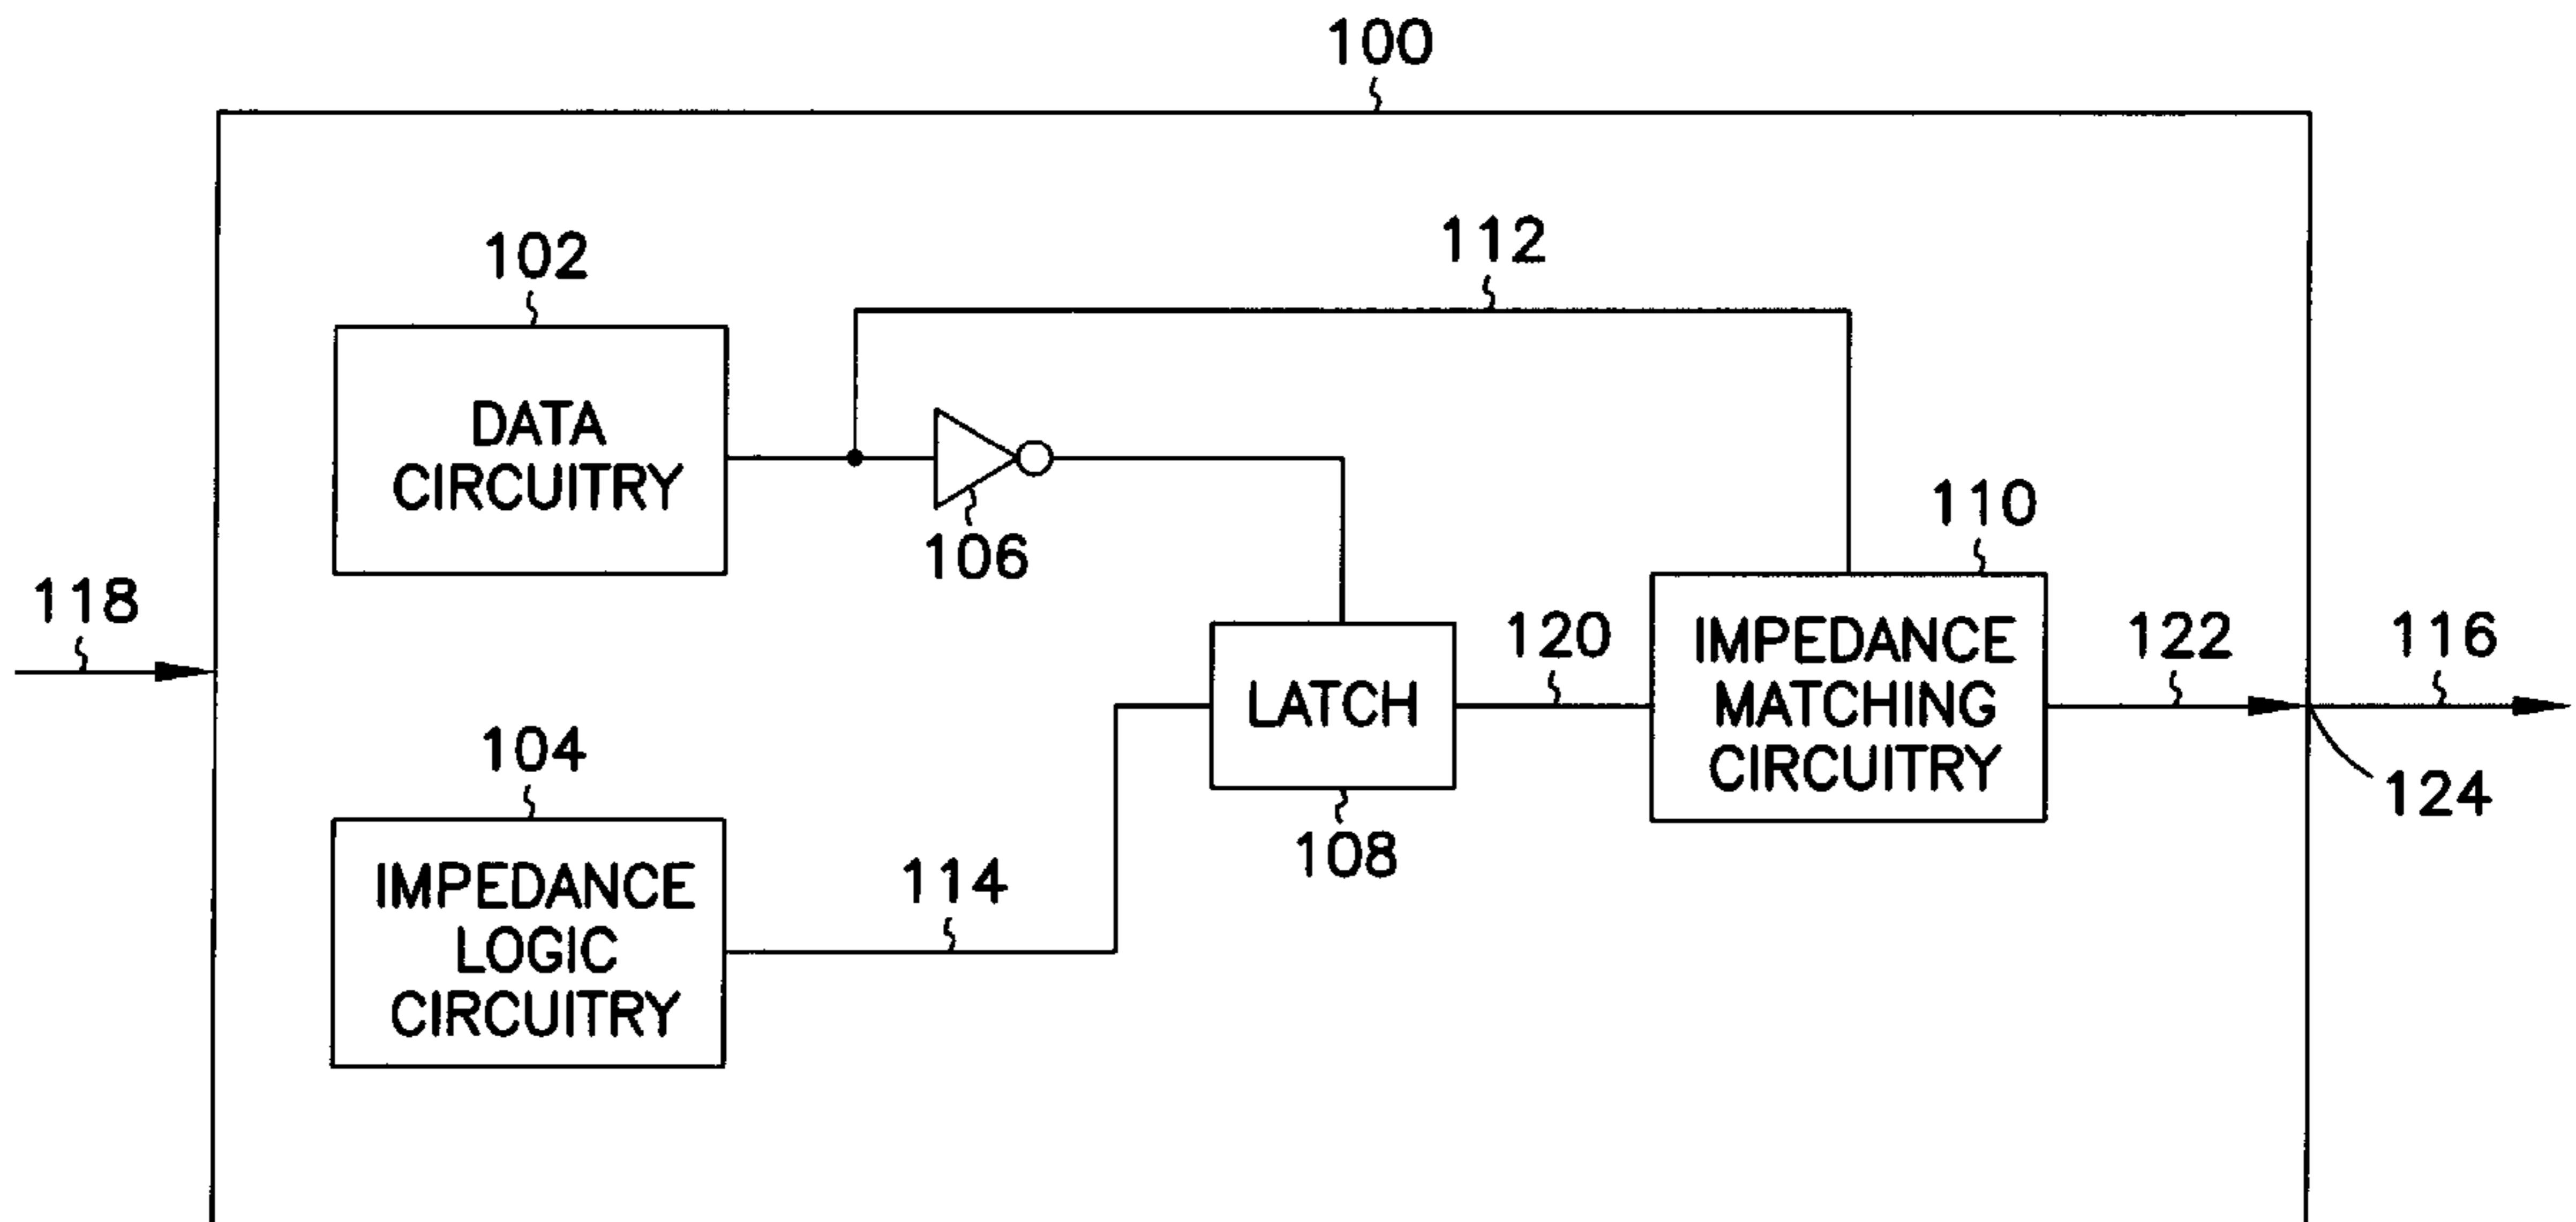 100
112
102
DATA
CIRCUITRY
106
110
118
120
IMPEDANCE
MATCHING
CIRCUITRY
122
116
LATCH
124
104
108
IMPEDANCE
LOGIC
CIRCUITRY
114